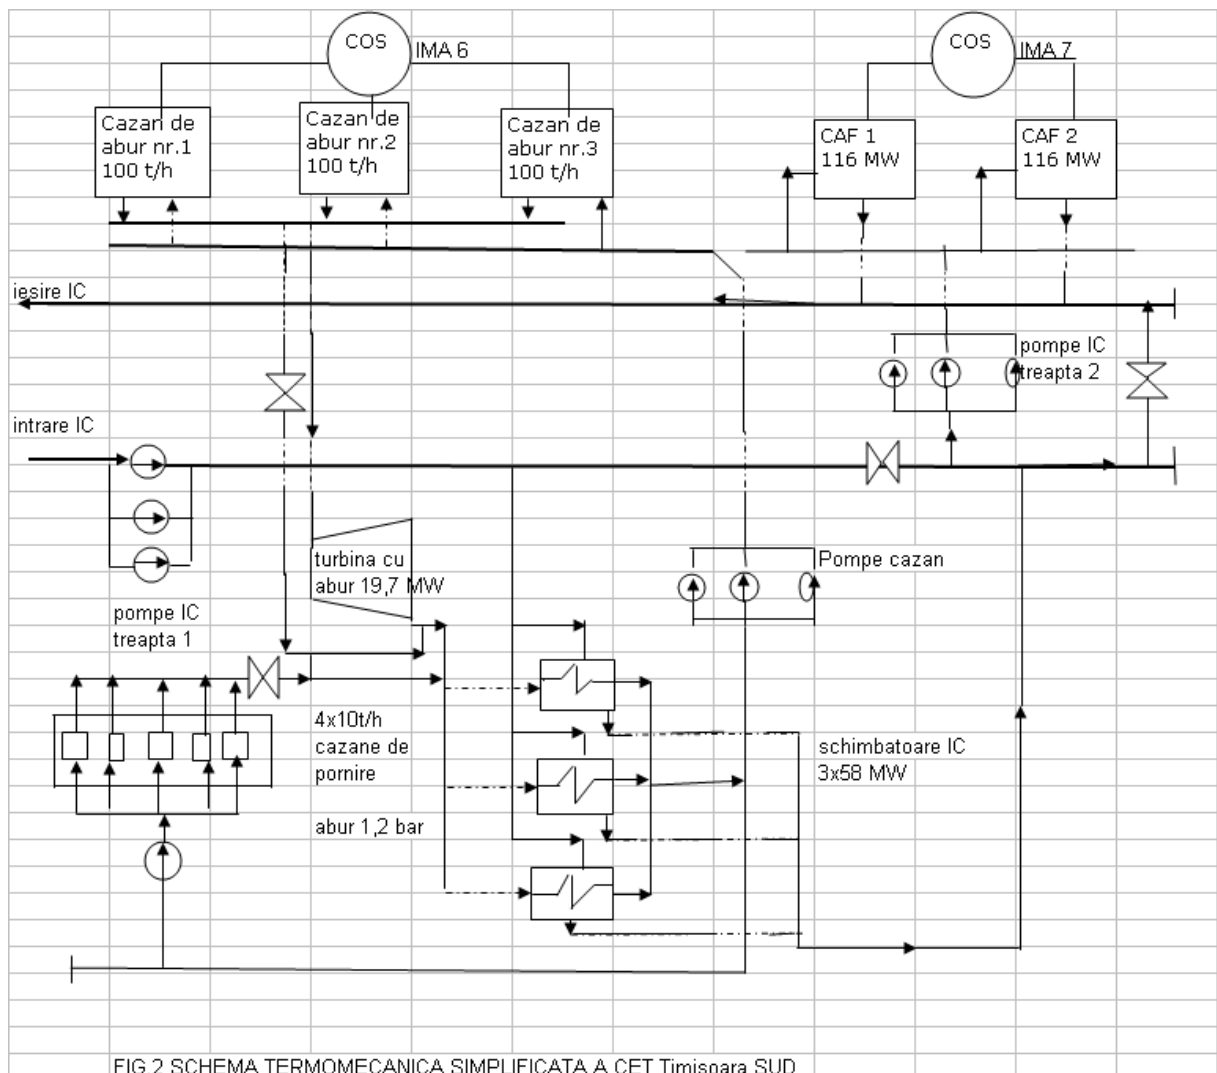 COS
IMA 6
COS
IMA 7
Cazan de
abur nr.1
100 t/h
Cazan de
abur nr.2
100 t/h
Cazan de
abur nr.3
100 t/h
CAF 1
116 MW
CAF 2
116 MW
iesire IC
pompe IC
treapta 2
intrare IC
turbina cu
abur 19,7 MW
Pompe cazan
pompe IC
treapta 1
4x10t/h
cazane de
pornire
schimbatoare IC
3x58 MW
abur 1,2 bar
FIG 2 SCHEMA TERMOMECANICA SIMPLIFICATA A CET Timisoara SUD